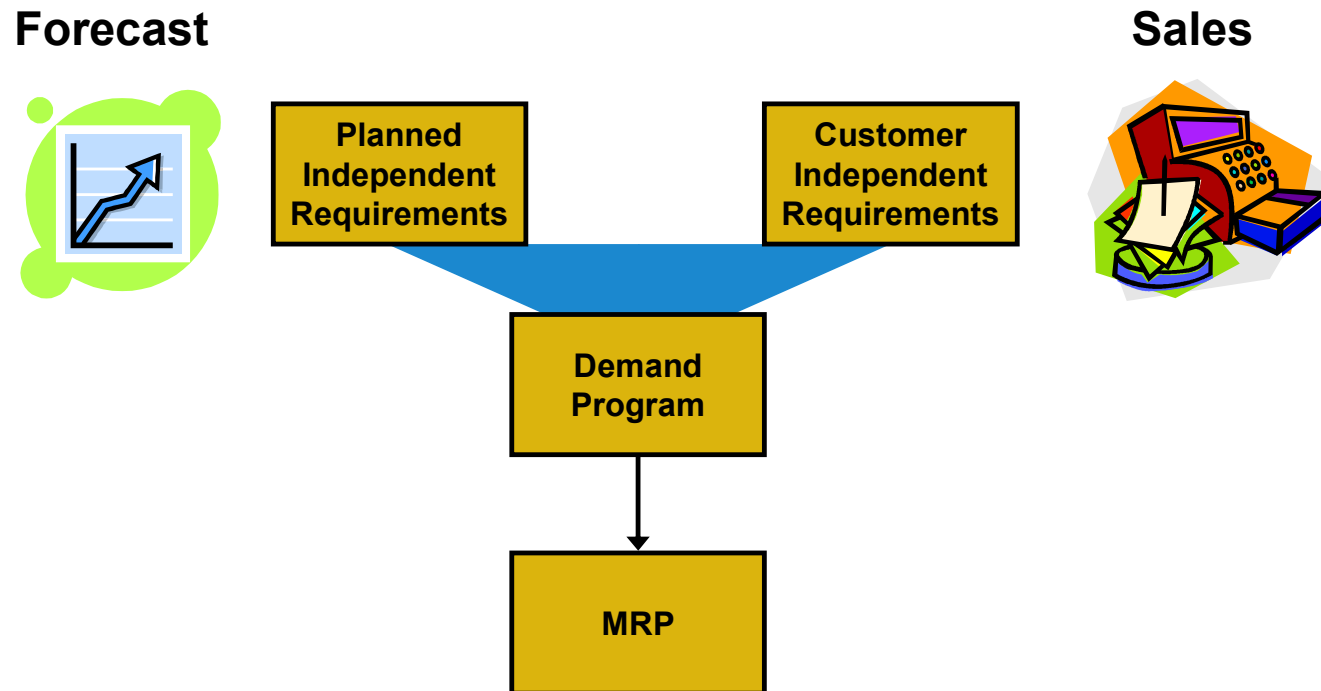 Forecast
Sales
Planned
Independent
Requirements
Customer
Independent
Requirements
Demand
Program
MRP